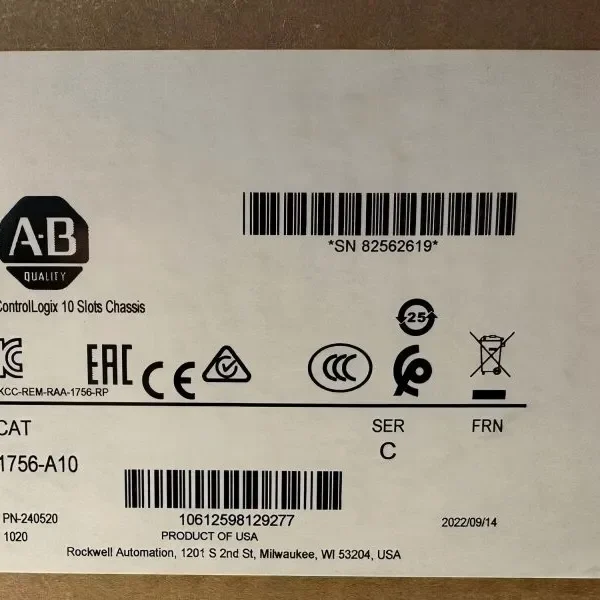 A-B
QUALITY
*SN 82562619*
ControlLogix 10 Slots Chassis
25
EAC
CE
CCC
KCC-REM-RAA-1756-RP
CAT
SER
FRN
1756-A10
C
PN-240520
1020
10612598129277
2022/09/14
PRODUCT OF USA
Rockwell Automation, 1201 S 2nd St, Milwaukee, WI 53204, USA